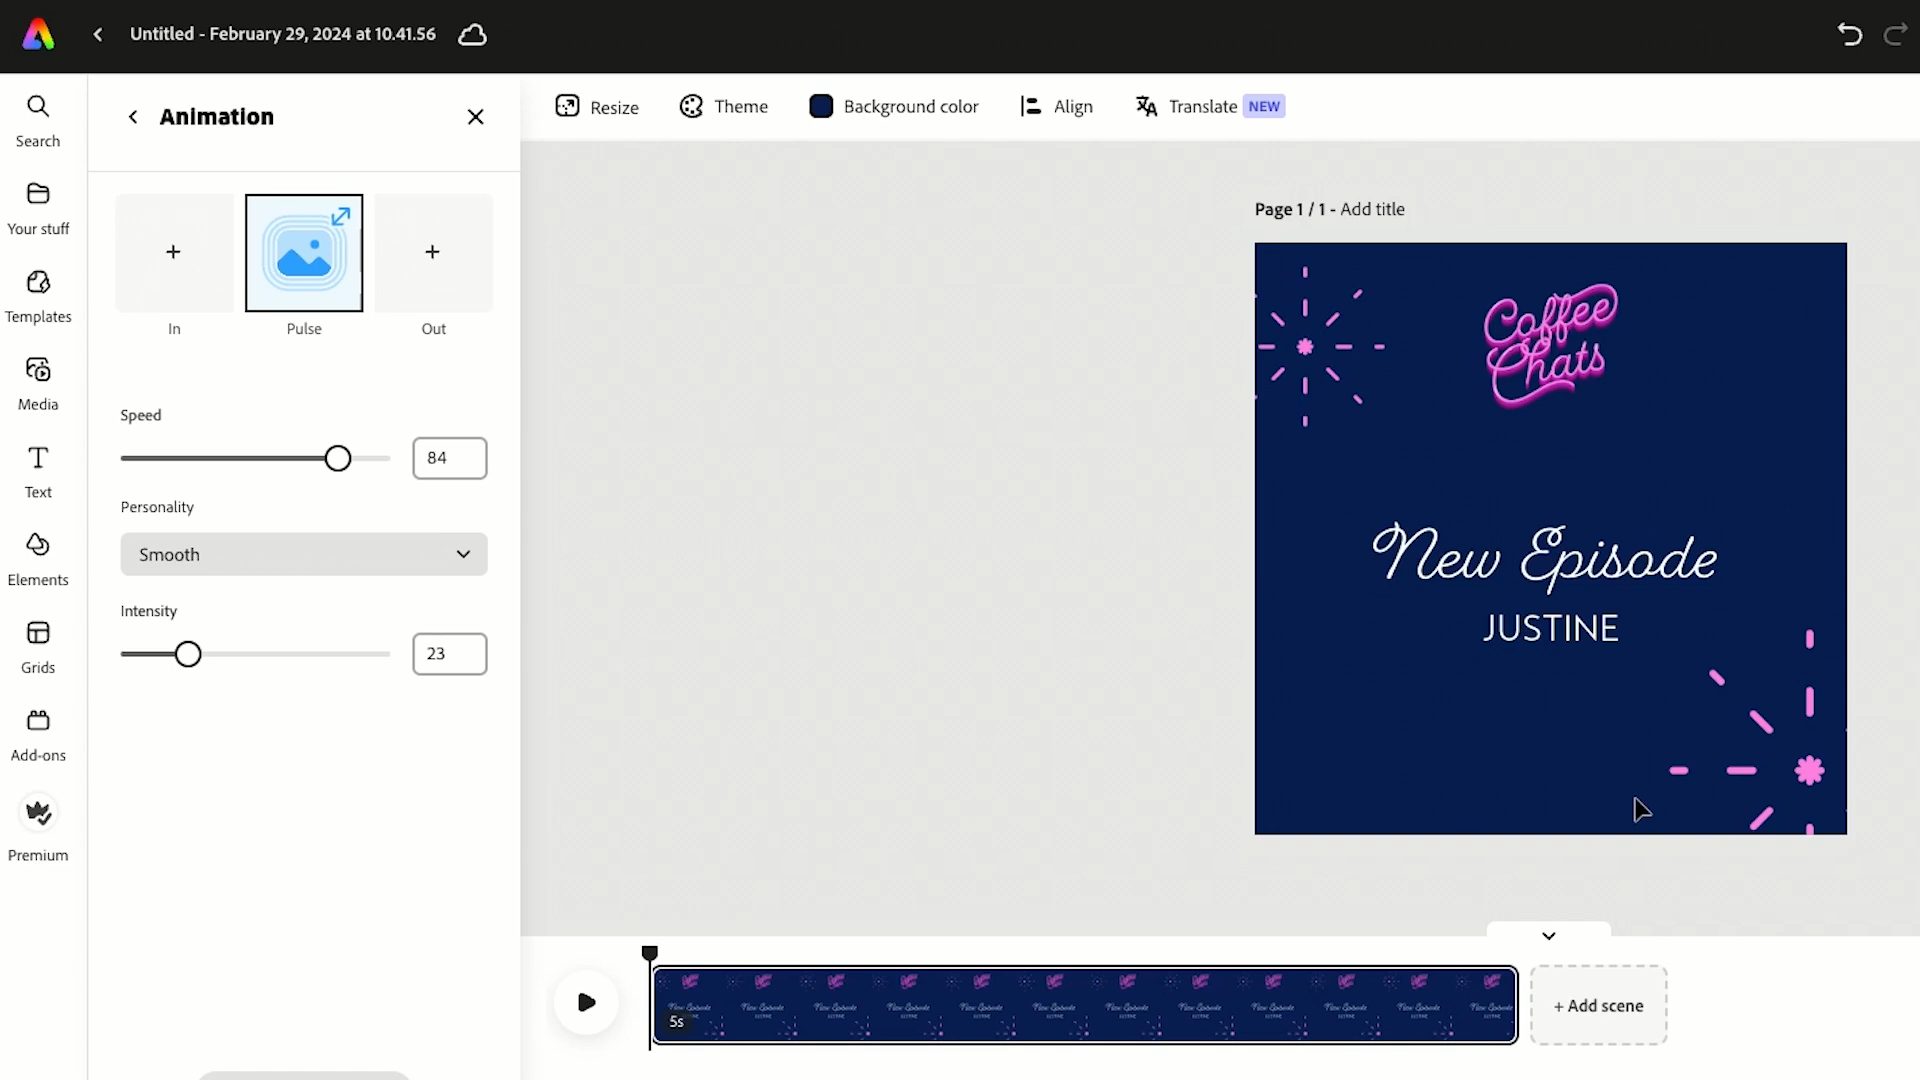 Untitled - February 29, 2024 at 10.41.56
Search
Your stuff
Templates
Media
Text
Elements
Grids
Add-ons
Premium
Animation
In
Pulse
Out
Speed
84
Personality
Smooth
Intensity
23
Resize
Theme
Background color
Align
Translate NEW
Page 1 / 1 - Add title
Coffee
Chats
New Episode
JUSTINE
5s
+ Add scene